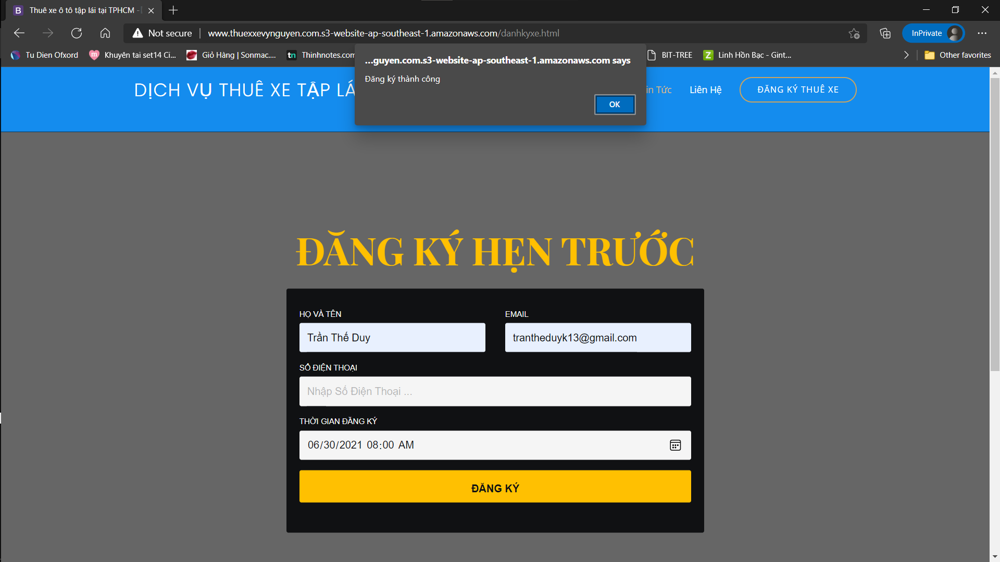 Thuê xe ô tô tập lái tại TPHCM -
Not secure
www.thuexxevynguyen.com.s3-website-ap-southeast-1.amazonaws.com/danhkyxe.html
InPrivate
Tu Dien Ofxord
Khuyên tai set14 Ci...
Giỏ Hàng | Sonmac....
tn
Thinhnotes.com
BIT-TREE
Linh Hồn Bạc - Gint...
Other favorites
...guyen.com.s3-website-ap-southeast-1.amazonaws.com says
Đăng ký thành công
OK
DỊCH VỤ THUÊ XE TẬP LÁ
in Tức
Liên Hệ
ĐĂNG KÝ THUÊ XE
ĐĂNG KÝ HẸN TRƯỚC
HỌ VÀ TÊN
EMAIL
Trần Thế Duy
trantheduyk13@gmail.com
SỐ ĐIỆN THOẠI
Nhập Số Điện Thoại ...
THỜI GIAN ĐĂNG KÝ
06/30/2021 08:00 AM
ĐĂNG KÝ